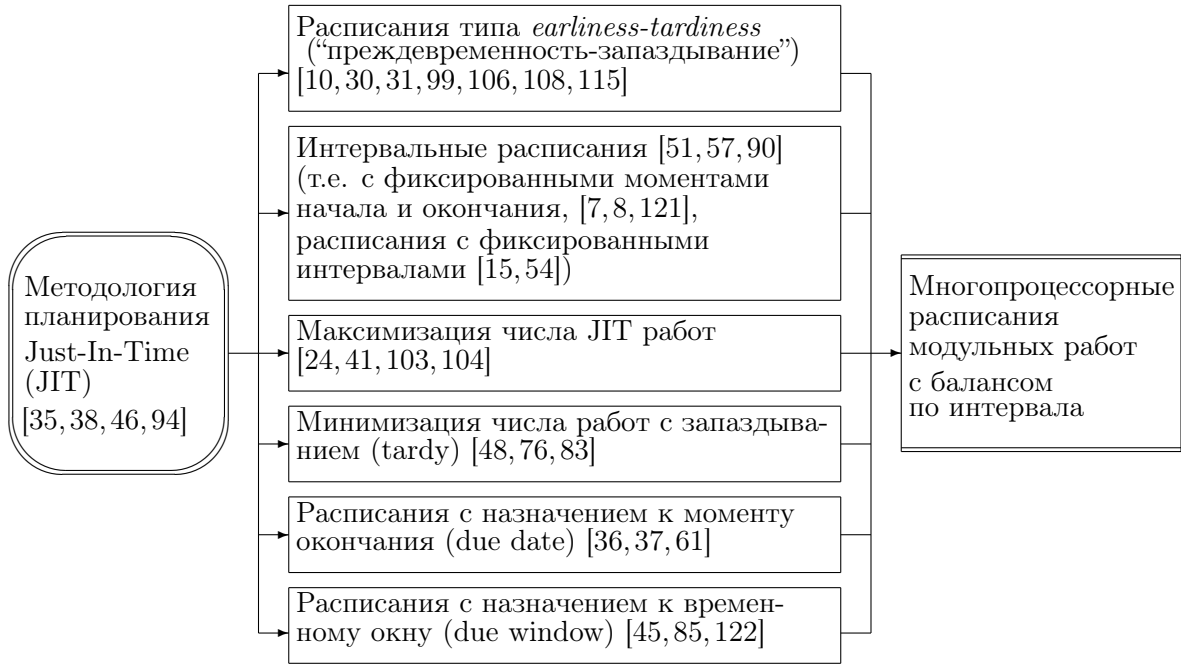 Методология
планирования
Just-In-Time
(JIT)
[35, 38, 46, 94]
Расписания типа earliness-tardiness
(“преждевременность-запаздывание”)
[10, 30, 31, 99, 106, 108, 115]
Интервальные расписания [51, 57, 90]
(т.е. с фиксированными моментами
начала и окончания, [7, 8, 121],
расписания с фиксированными
интервалами [15, 54])
Максимизация числа JIT работ
[24, 41, 103, 104]
Минимизация числа работ с запаздыва-
нием (tardy) [48, 76, 83]
Расписания с назначением к моменту
окончания (due date) [36, 37, 61]
Расписания с назначением к времен-
ному окну (due window) [45, 85, 122]
Многопроцессорные
расписания
модульных работ
с балансом
по интервала